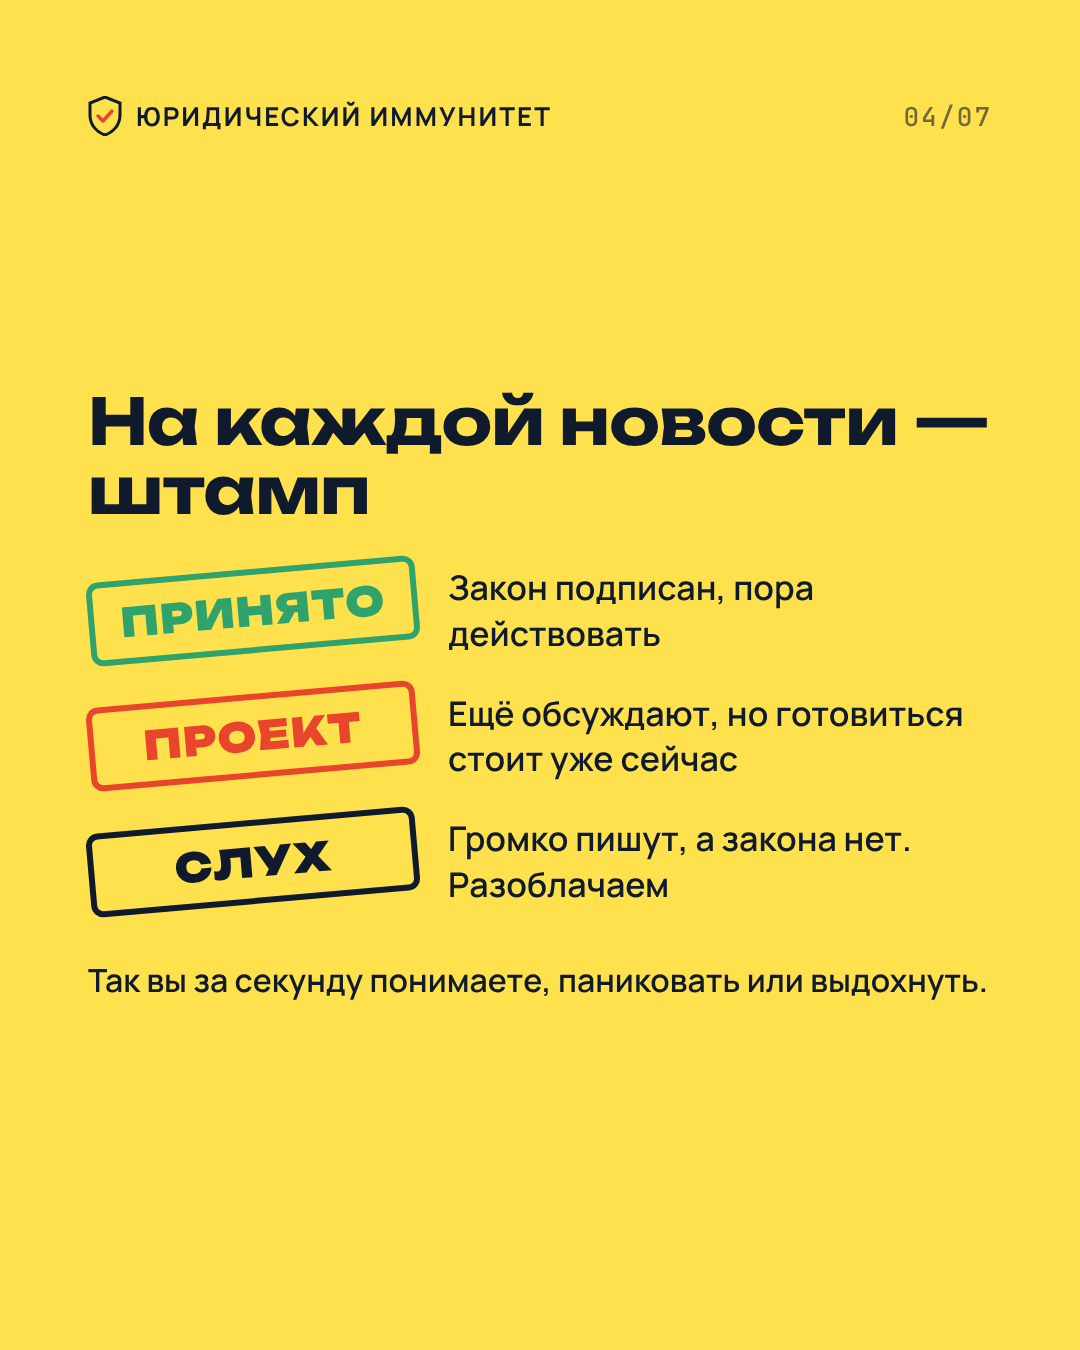 ЮРИДИЧЕСКИЙ ИММУНИТЕТ
04/07
На каждой новости —
штамп
ПРИНЯТО
Закон подписан, пора
действовать
ПРОЕКТ
Ещё обсуждают, но готовиться
стоит уже сейчас
СЛУХ
Громко пишут, а закона нет.
Разоблачаем
Так вы за секунду понимаете, паниковать или выдохнуть.